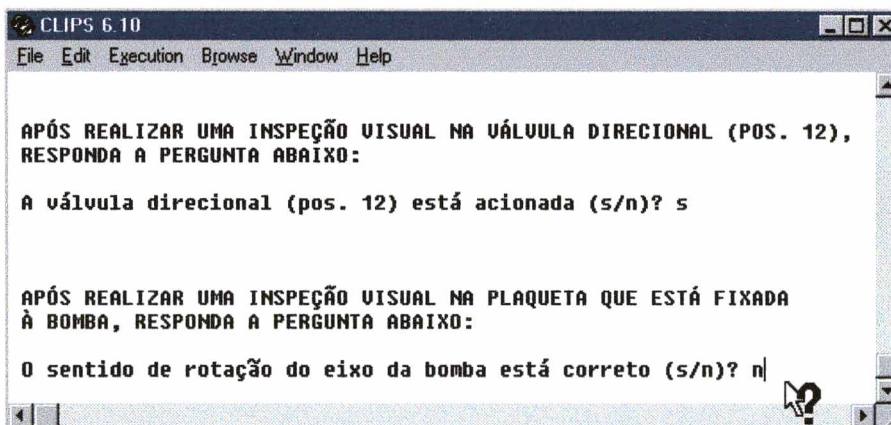 CLIPS 6.10
File Edit Execution Browse Window Help
APÓS REALIZAR UMA INSPEÇÃO VISUAL NA VÁLVULA DIRECIONAL (POS. 12),
RESPONDA A PERGUNTA ABAIXO:
A válvula direcional (pos. 12) está acionada (s/n)? s
APÓS REALIZAR UMA INSPEÇÃO VISUAL NA PLAQUETA QUE ESTÁ FIXADA
À BOMBA, RESPONDA A PERGUNTA ABAIXO:
O sentido de rotação do eixo da bomba está correto (s/n)? n